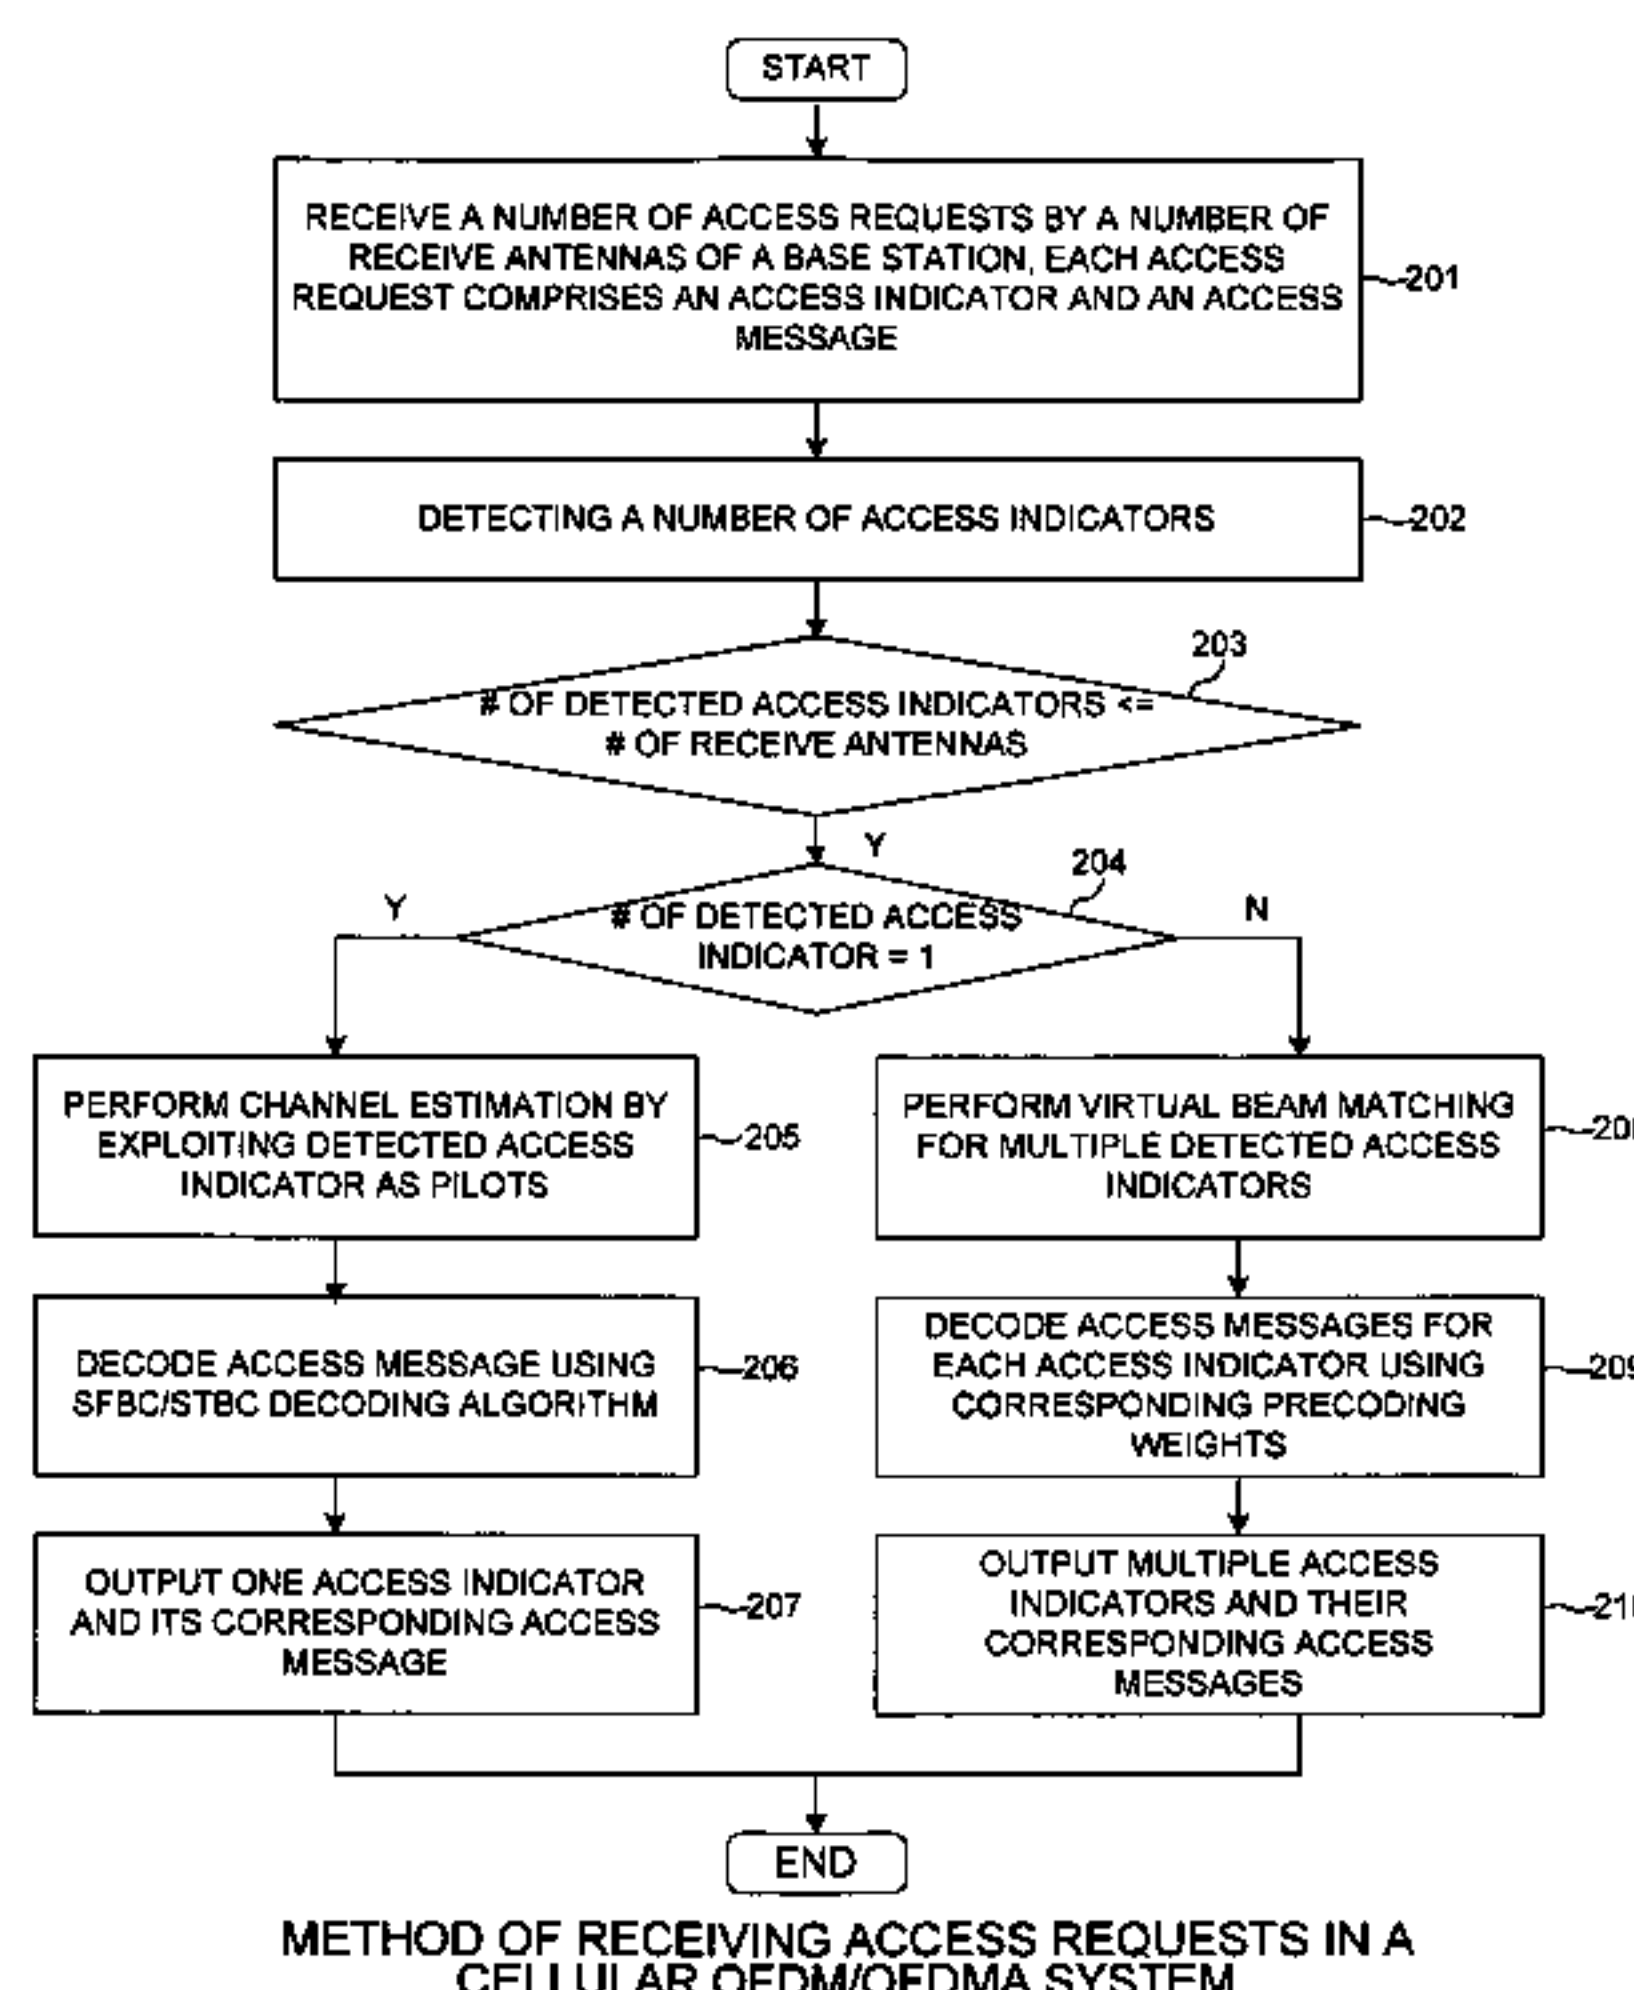 START
RECEIVE A NUMBER OF ACCESS REQUESTS BY A NUMBER OF
RECEIVE ANTENNAS OF A BASE STATION, EACH ACCESS
REQUEST COMPRISES AN ACCESS INDICATOR AND AN ACCESS
MESSAGE
201
DETECTING A NUMBER OF ACCESS INDICATORS
202
203
# OF DETECTED ACCESS INDICATORS <=
# OF RECEIVE ANTENNAS
Y
204
Y
# OF DETECTED ACCESS
INDICATOR = 1
N
PERFORM CHANNEL ESTIMATION BY
EXPLOITING DETECTED ACCESS
INDICATOR AS PILOTS
205
PERFORM VIRTUAL BEAM MATCHING
FOR MULTIPLE DETECTED ACCESS
INDICATORS
DECODE ACCESS MESSAGE USING
SFBC/STBC DECODING ALGORITHM
206
DECODE ACCESS MESSAGES FOR
EACH ACCESS INDICATOR USING
CORRESPONDING PRECODING
WEIGHTS
209
OUTPUT ONE ACCESS INDICATOR
AND ITS CORRESPONDING ACCESS
MESSAGE
207
OUTPUT MULTIPLE ACCESS
INDICATORS AND THEIR
CORRESPONDING ACCESS
MESSAGES
END
METHOD OF RECEIVING ACCESS REQUESTS IN A
CELLULAR OFDM/OFDMA SYSTEM